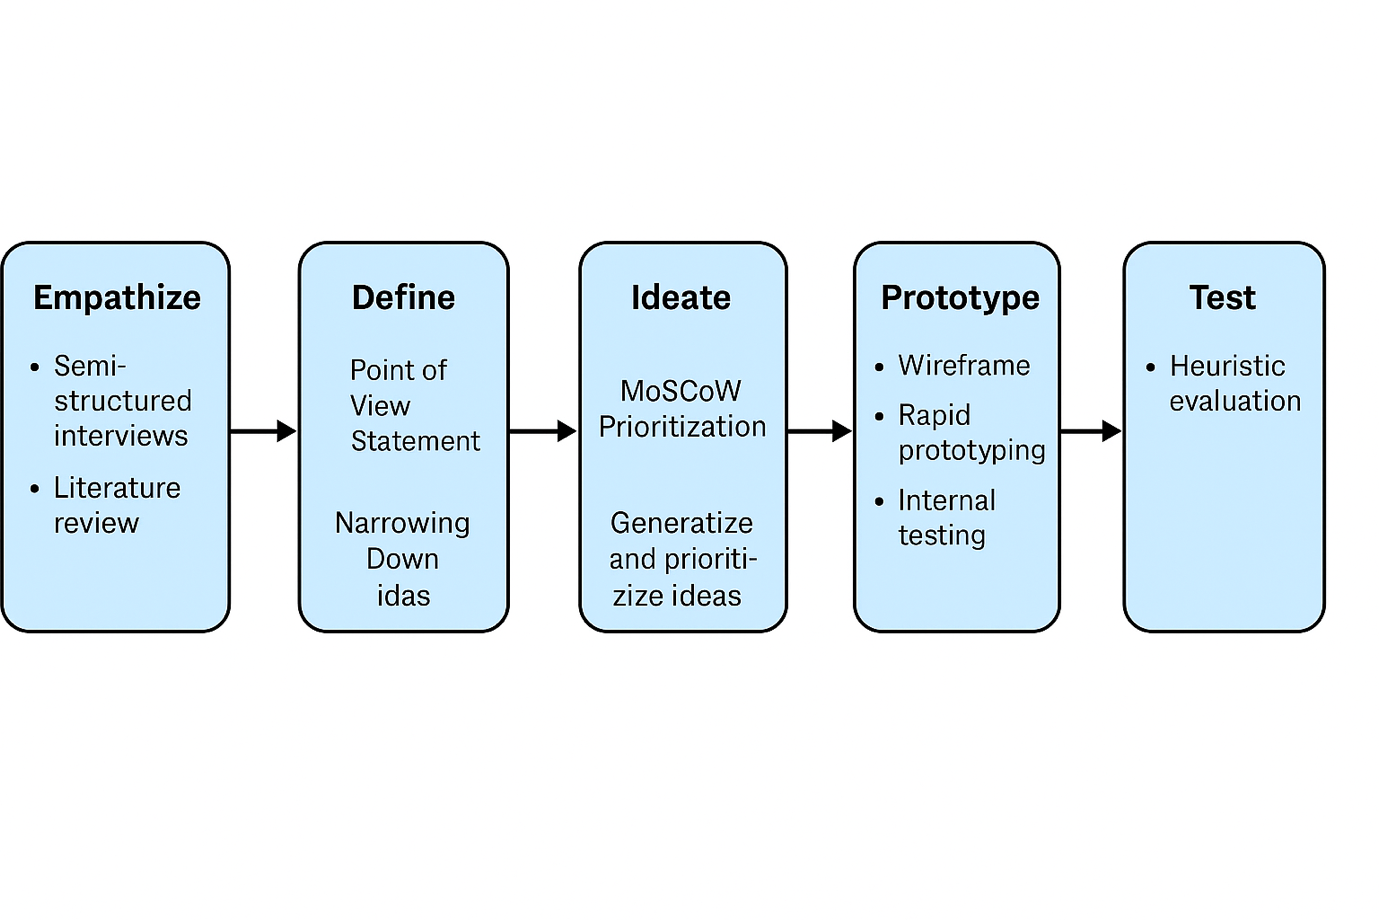 Empathize
• Semi-
structured
interviews
• Literature
review
Define
Point of
View
Statement
Narrowing
Down
idas
Ideate
MoSCoW
Prioritization
Generatize
and prioriti-
zize ideas
Prototype
• Wireframe
• Rapid
prototyping
• Internal
testing
Test
• Heuristic
evaluation